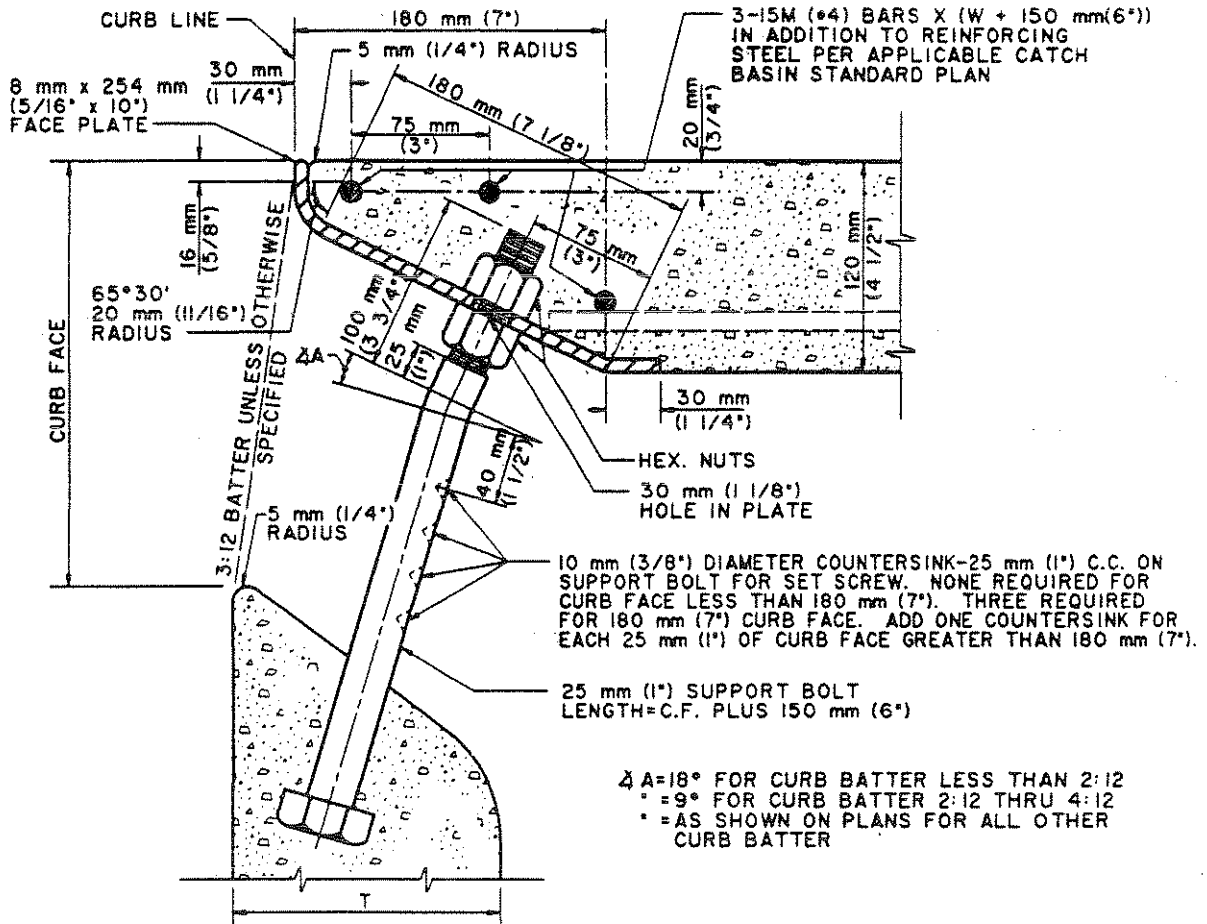 CURB LINE
180 mm (7")
3-15M (#4) BARS X (W + 150 mm(6"))
IN ADDITION TO REINFORCING
STEEL PER APPLICABLE CATCH
BASIN STANDARD PLAN
5 mm (1/4") RADIUS
30 mm
(1 1/4")
8 mm x 254 mm
(5/16" x 10")
FACE PLATE
180 mm (7 1/8")
75 mm
(3")
20 mm
(3/4")
16 mm
(5/8")
75 mm
(3")
120 mm
(4 1/2")
65°30'
20 mm (11/16")
RADIUS
100 mm
(3 3/4")
25 mm
(1")
∡A
CURB FACE
3:12 BATTER UNLESS OTHERWISE
SPECIFIED
30 mm
(1 1/4")
40 mm
(1 1/2")
HEX. NUTS
30 mm (1 1/8")
HOLE IN PLATE
5 mm (1/4")
RADIUS
10 mm (3/8") DIAMETER COUNTERSINK-25 mm (1") C.C. ON
SUPPORT BOLT FOR SET SCREW. NONE REQUIRED FOR
CURB FACE LESS THAN 180 mm (7"). THREE REQUIRED
FOR 180 mm (7") CURB FACE. ADD ONE COUNTERSINK FOR
EACH 25 mm (1") OF CURB FACE GREATER THAN 180 mm (7").
25 mm (1") SUPPORT BOLT
LENGTH=C.F. PLUS 150 mm (6")
∡ A=18° FOR CURB BATTER LESS THAN 2:12
" =9° FOR CURB BATTER 2:12 THRU 4:12
" =AS SHOWN ON PLANS FOR ALL OTHER
CURB BATTER
T